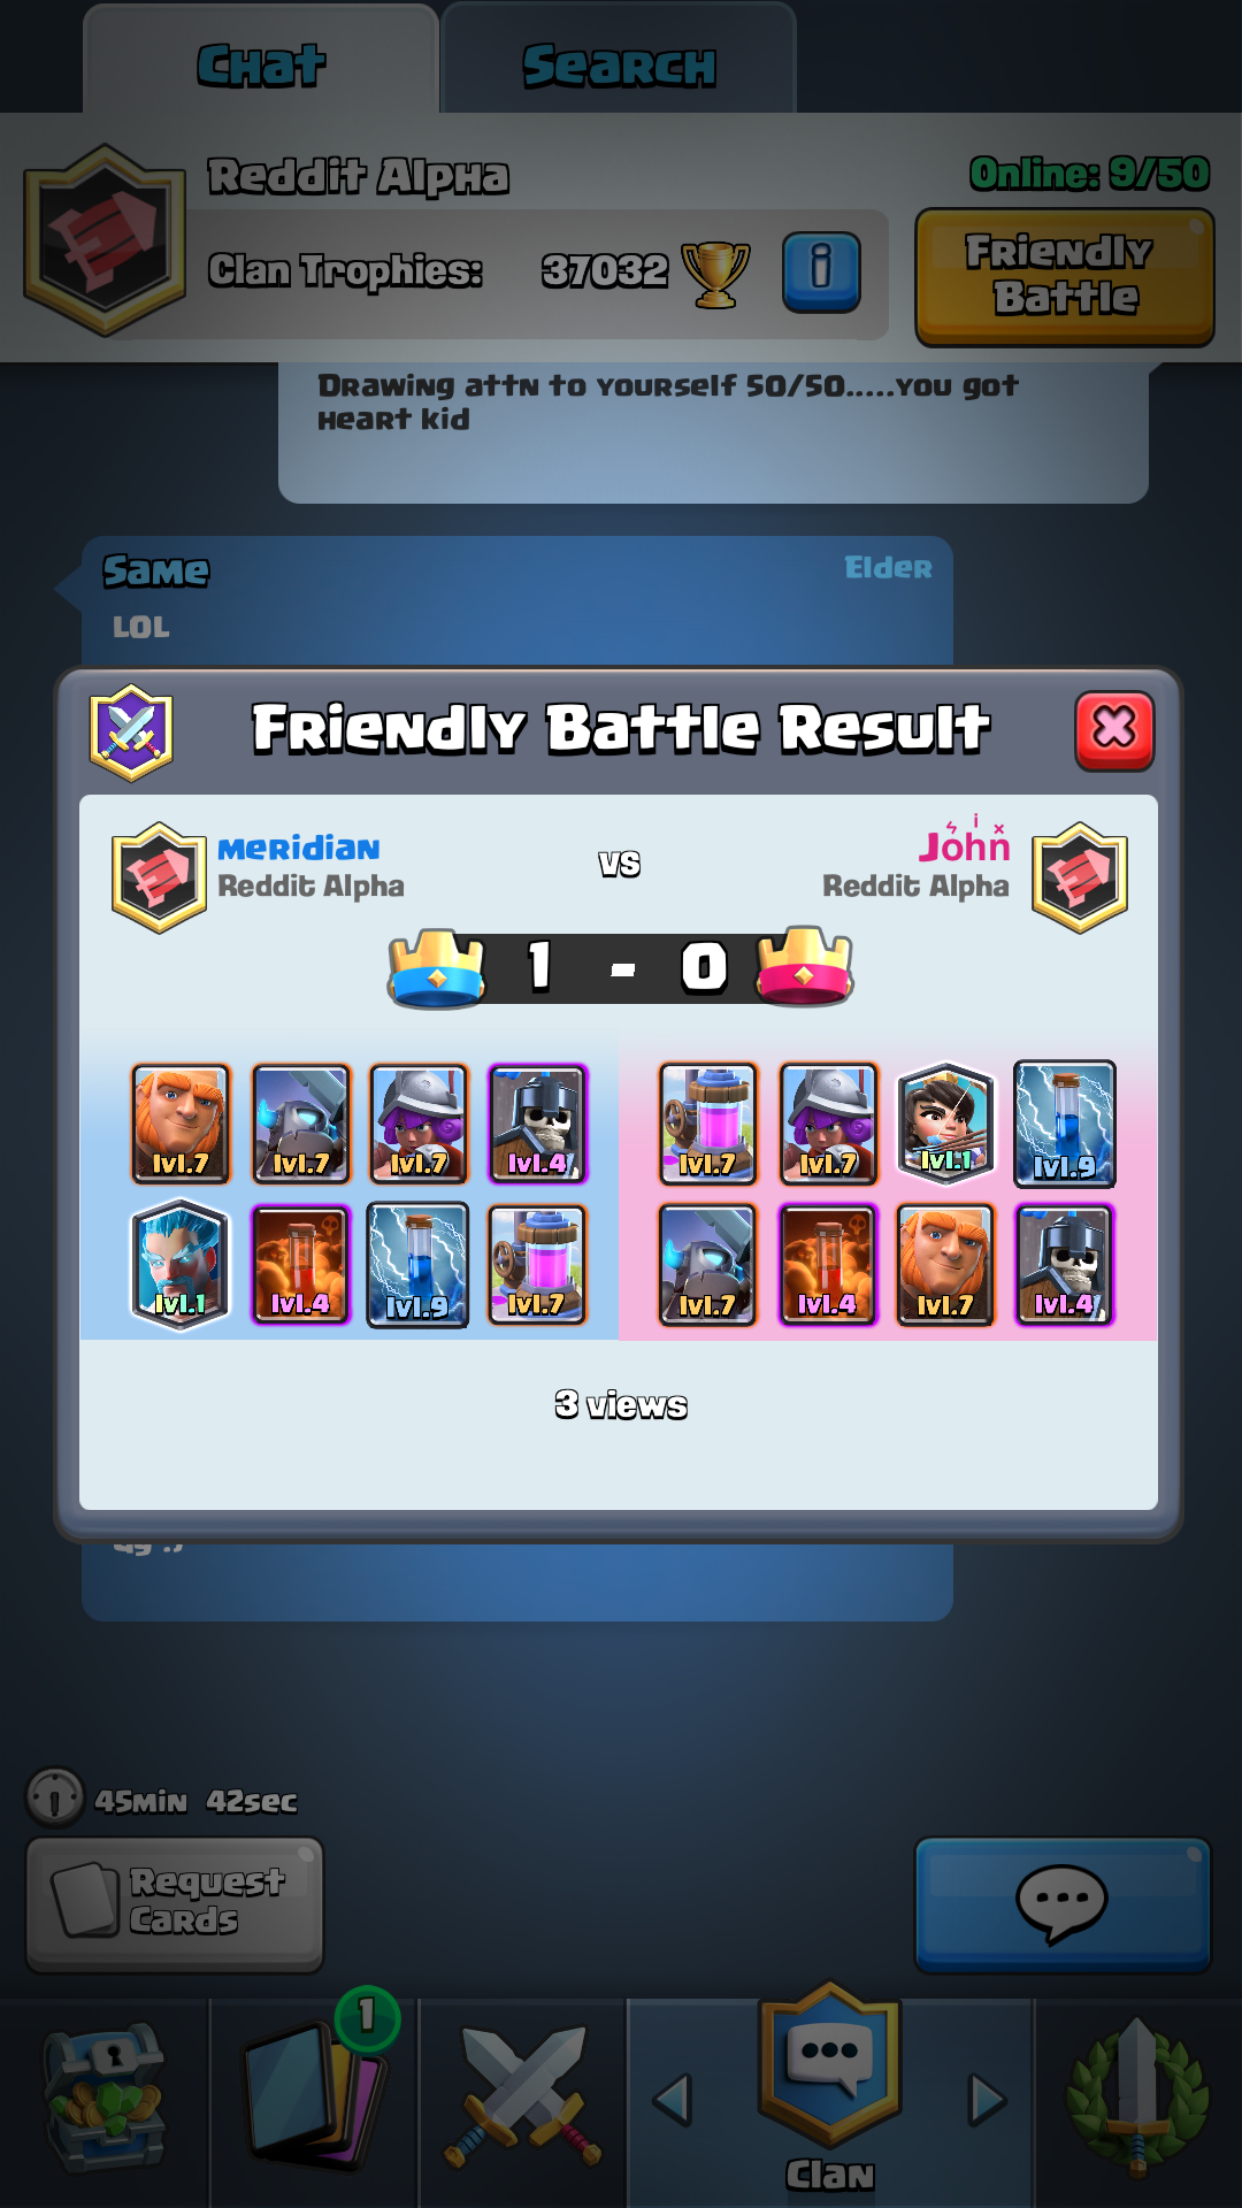 Chat
Search
Reddit Alpha
Online: 9/50
Clan Trophies: 37032
Friendly
Battle
Drawing attn to yourself 50/50.....you got
heart kid
Same
Elder
LOL
Friendly Battle Result
Meridian
Reddit Alpha
vs
John
Reddit Alpha
1 - 0
lvl.7 lvl.7 lvl.7 lvl.4
lvl.7 lvl.7 lvl.1 lvl.9
lvl.1 lvl.4 lvl.9 lvl.7
lvl.7 lvl.4 lvl.7 lvl.4
3 views
45min 42sec
Request
Cards
1
Clan